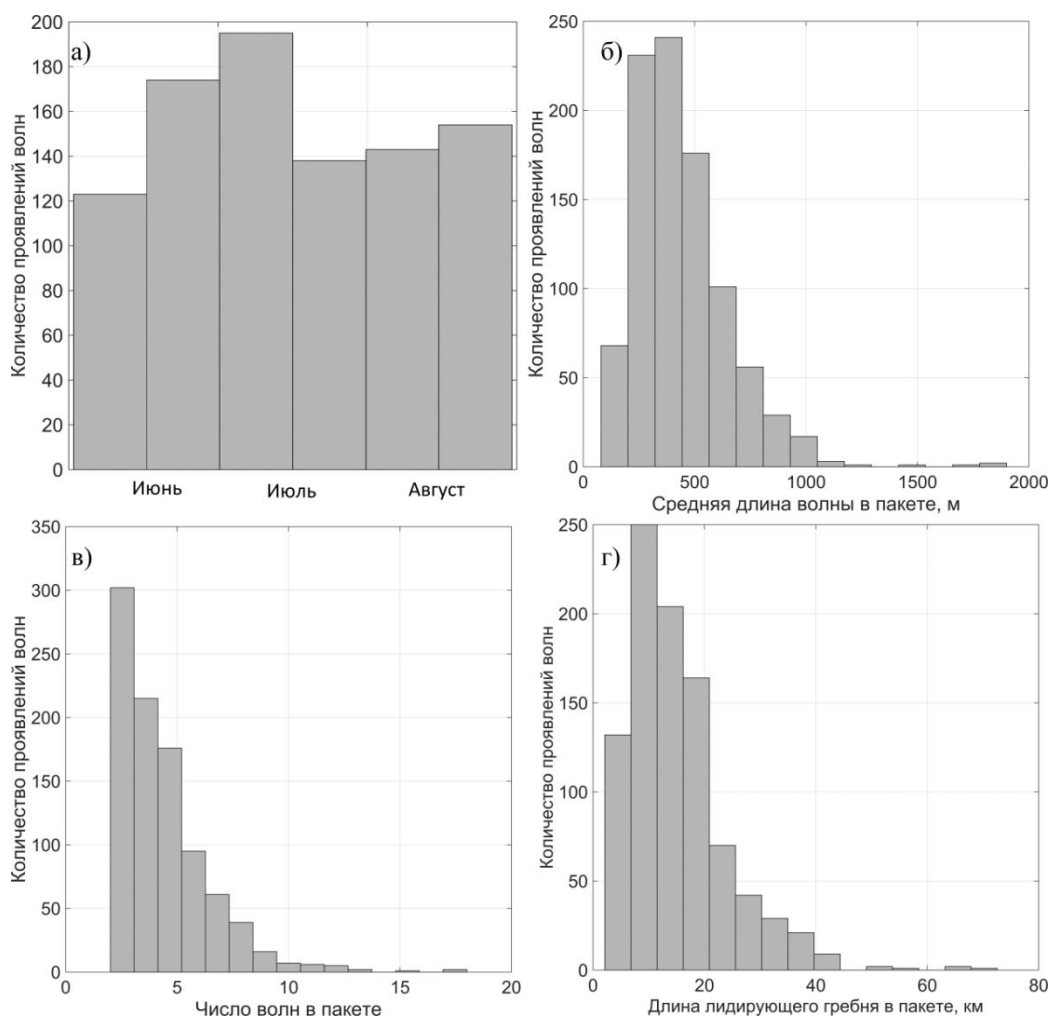 а)
Количество проявлений волн
200
180
160
140
120
100
80
60
40
20
0
Июнь Июль Август
б)
Количество проявлений волн
250
200
150
100
50
0
0 500 1000 1500 2000
Средняя длина волны в пакете, м
в)
Количество проявлений волн
350
300
250
200
150
100
50
0
0 5 10 15 20
Число волн в пакете
г)
Количество проявлений волн
250
200
150
100
50
0
0 20 40 60 80
Длина лидирующего гребня в пакете, км